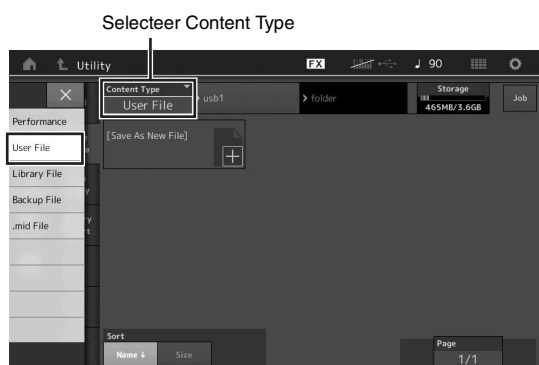 Selecteer Content Type
Utility
FX
♩ 90
Content Type
User File
usb1
folder
Storage
465MB/3.6GB
Job
Performance
User File
Library File
Backup File
.mid File
[Save As New File]
Sort
Name ↓
Size
Page
1/1